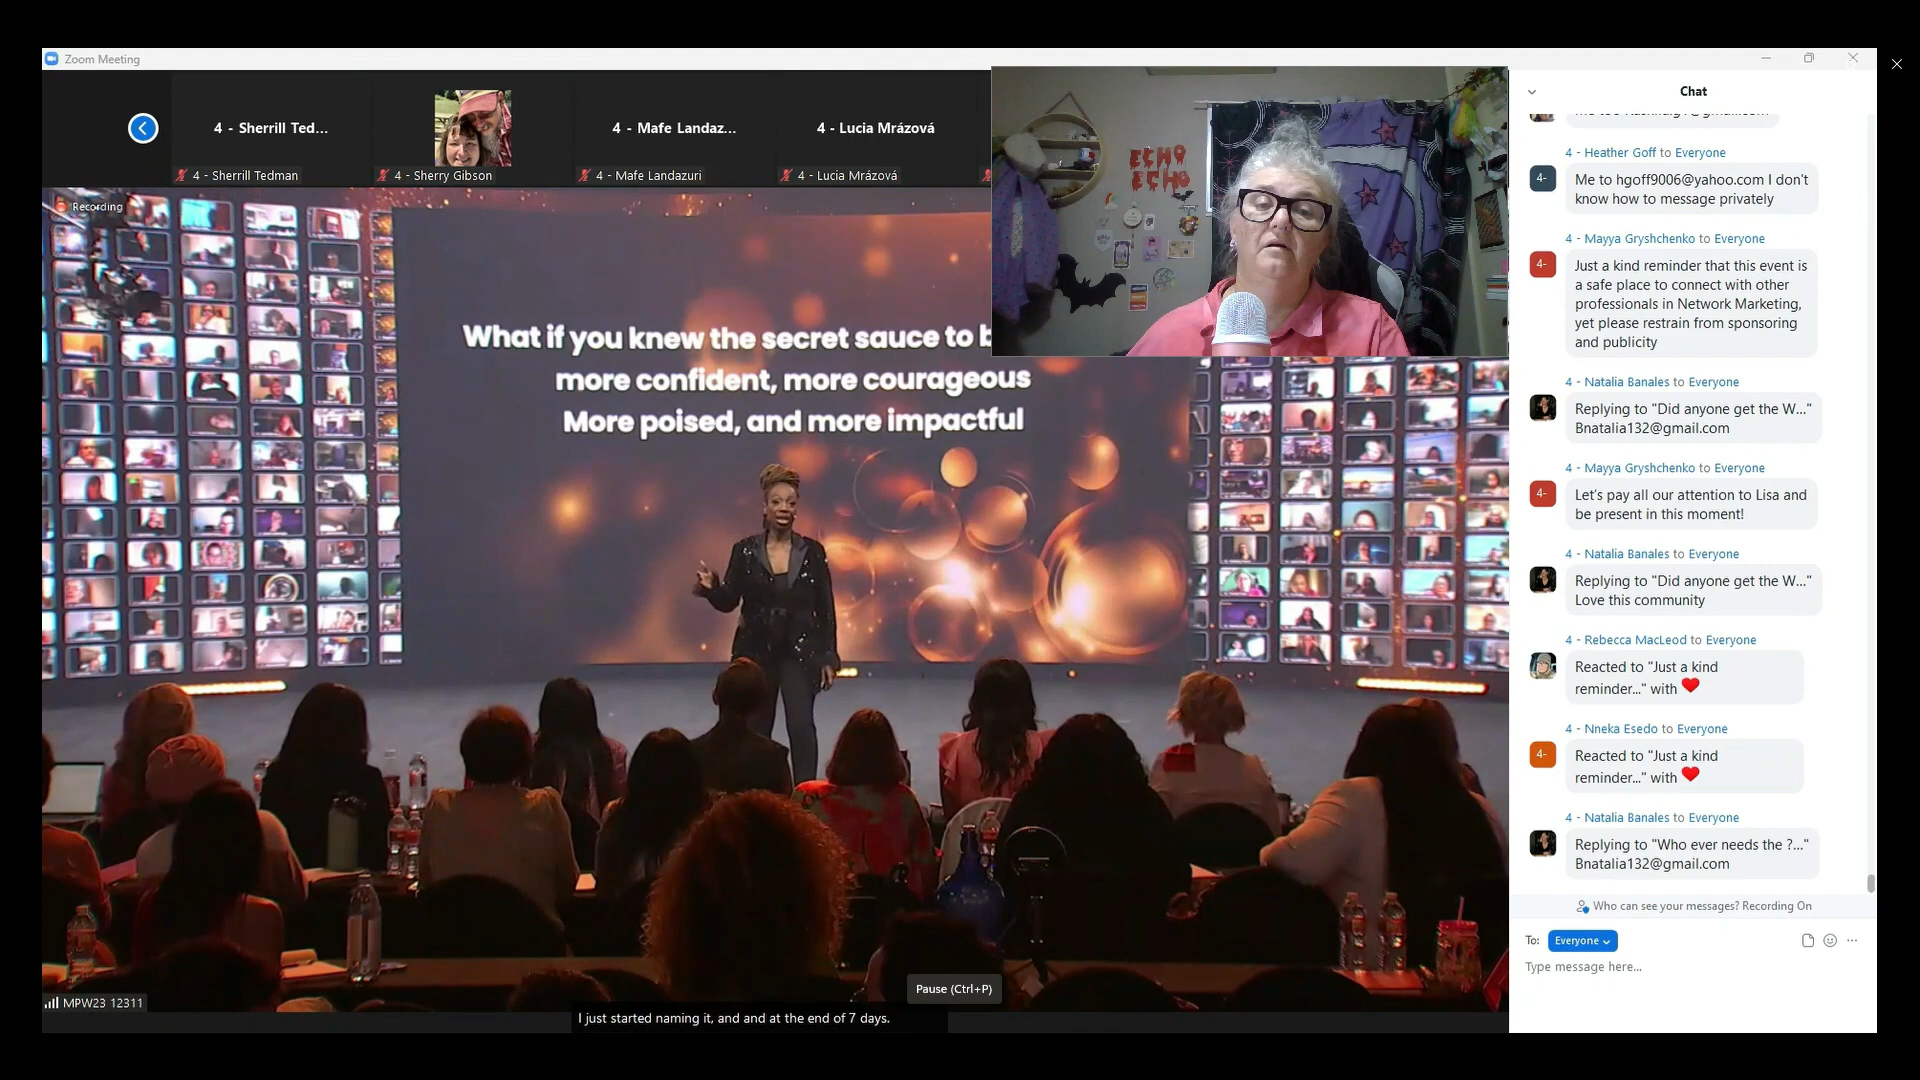 Zoom Meeting
4 - Sherrill Ted...
4 - Mafe Landaz...
4 - Lucia Mrázová
4 - Sherrill Tedman
4 - Sherry Gibson
4 - Mafe Landazuri
4 - Lucia Mrázová
Recording
ECHO
ECHO
What if you knew the secret sauce to b
more confident, more courageous
More poised, and more impactful
MPW23 12311
Pause (Ctrl+P)
I just started naming it, and and at the end of 7 days.
Chat
4 - Heather Goff to Everyone
4-
Me to hgoff9006@yahoo.com I don't
know how to message privately
4 - Mayya Gryshchenko to Everyone
4-
Just a kind reminder that this event is
a safe place to connect with other
professionals in Network Marketing,
yet please restrain from sponsoring
and publicity
4 - Natalia Banales to Everyone
Replying to "Did anyone get the W..."
Bnatalia132@gmail.com
4 - Mayya Gryshchenko to Everyone
4-
Let's pay all our attention to Lisa and
be present in this moment!
4 - Natalia Banales to Everyone
Replying to "Did anyone get the W..."
Love this community
4 - Rebecca MacLeod to Everyone
Reacted to "Just a kind
reminder..." with ❤️
4 - Nneka Esedo to Everyone
4-
Reacted to "Just a kind
reminder..." with ❤️
4 - Natalia Banales to Everyone
Replying to "Who ever needs the ?..."
Bnatalia132@gmail.com
Who can see your messages? Recording On
To: Everyone
Type message here...